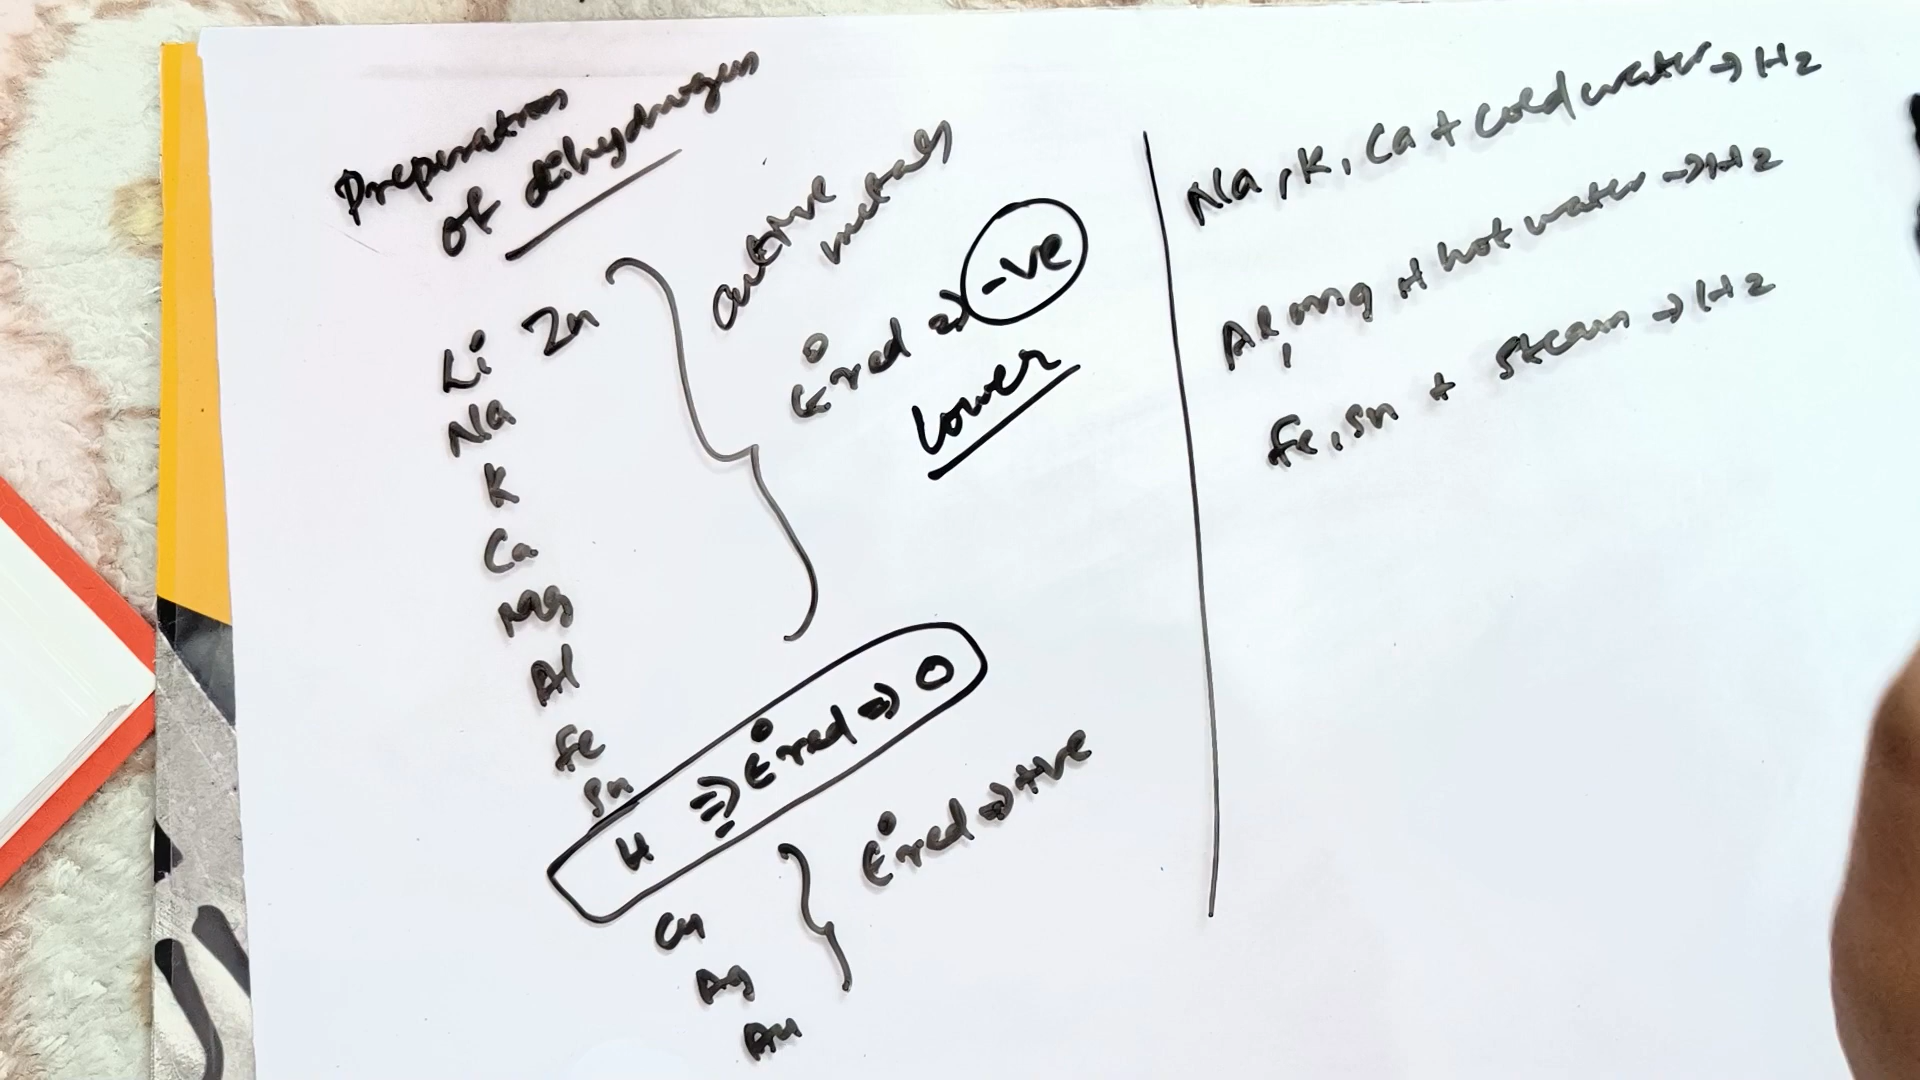 Preparation
of dihydrogen
active
metals
Li Zn
Na
K
Ca
Mg
Al
Fe
Sn
E°red ⇒ -ve
lower
H ⇒ E°red ⇒ 0
Cu
Ag
Au
E°red ⇒ +ve
Na, K, Ca + cold water → H2
Al, mg + hot water → H2
Fe, Sn + steam → H2